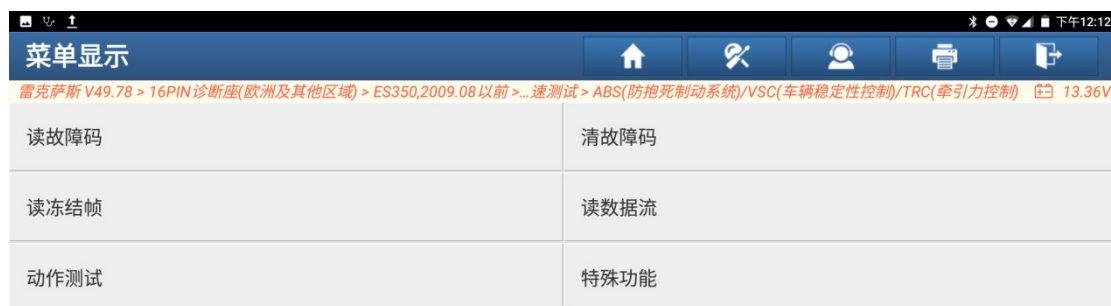 下午12:12
菜单显示
雷克萨斯 V49.78 > 16PIN诊断座(欧洲及其他区域) > ES350,2009.08以前 >...速测试 > ABS(防抱死制动系统)/VSC(车辆稳定性控制)/TRC(牵引力控制) 13.36V
读故障码 清故障码
读冻结帧 读数据流
动作测试 特殊功能